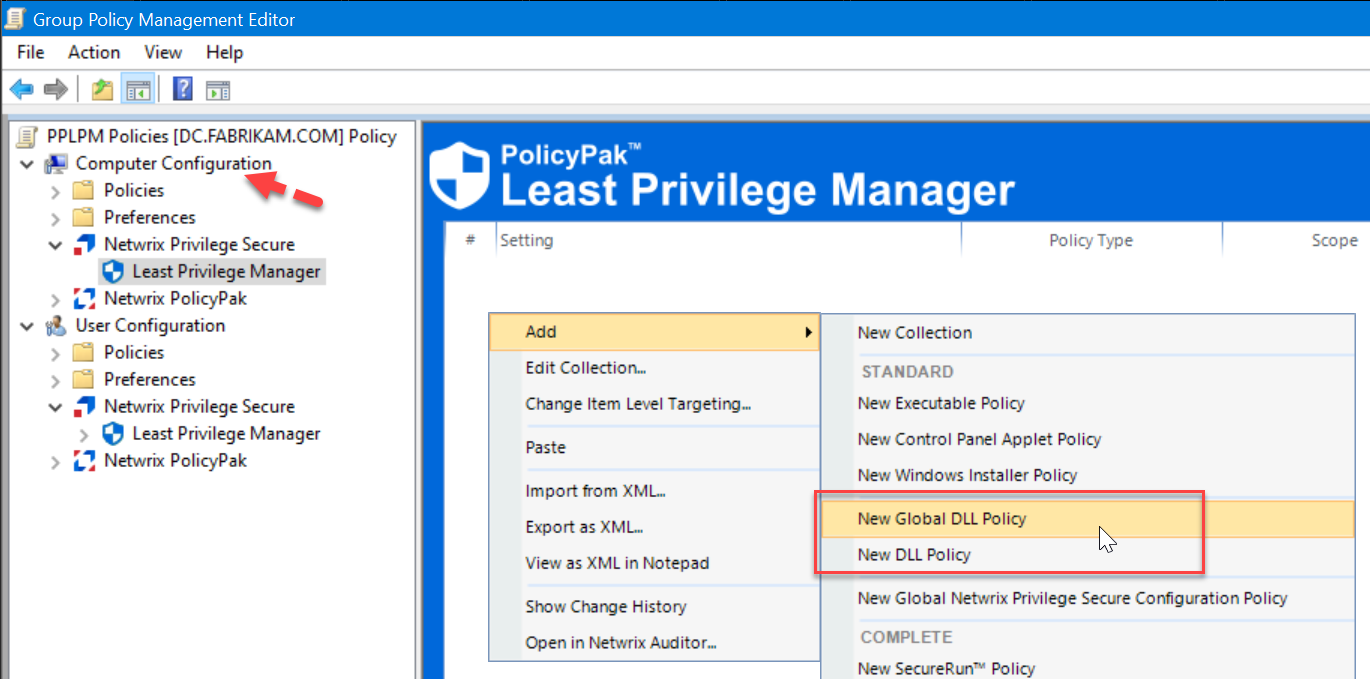 Group Policy Management Editor
File Action View Help
PPLPM Policies [DC.FABRIKAM.COM] Policy
Computer Configuration
Policies
Preferences
Netwrix Privilege Secure
Least Privilege Manager
Netwrix PolicyPak
User Configuration
Policies
Preferences
Netwrix Privilege Secure
Least Privilege Manager
Netwrix PolicyPak
PolicyPak™
Least Privilege Manager
# Setting Policy Type Scope
Add
Edit Collection...
Change Item Level Targeting...
Paste
Import from XML...
Export as XML...
View as XML in Notepad
Show Change History
Open in Netwrix Auditor...
New Collection
STANDARD
New Executable Policy
New Control Panel Applet Policy
New Windows Installer Policy
New Global DLL Policy
New DLL Policy
New Global Netwrix Privilege Secure Configuration Policy
COMPLETE
New SecureRun™ Policy